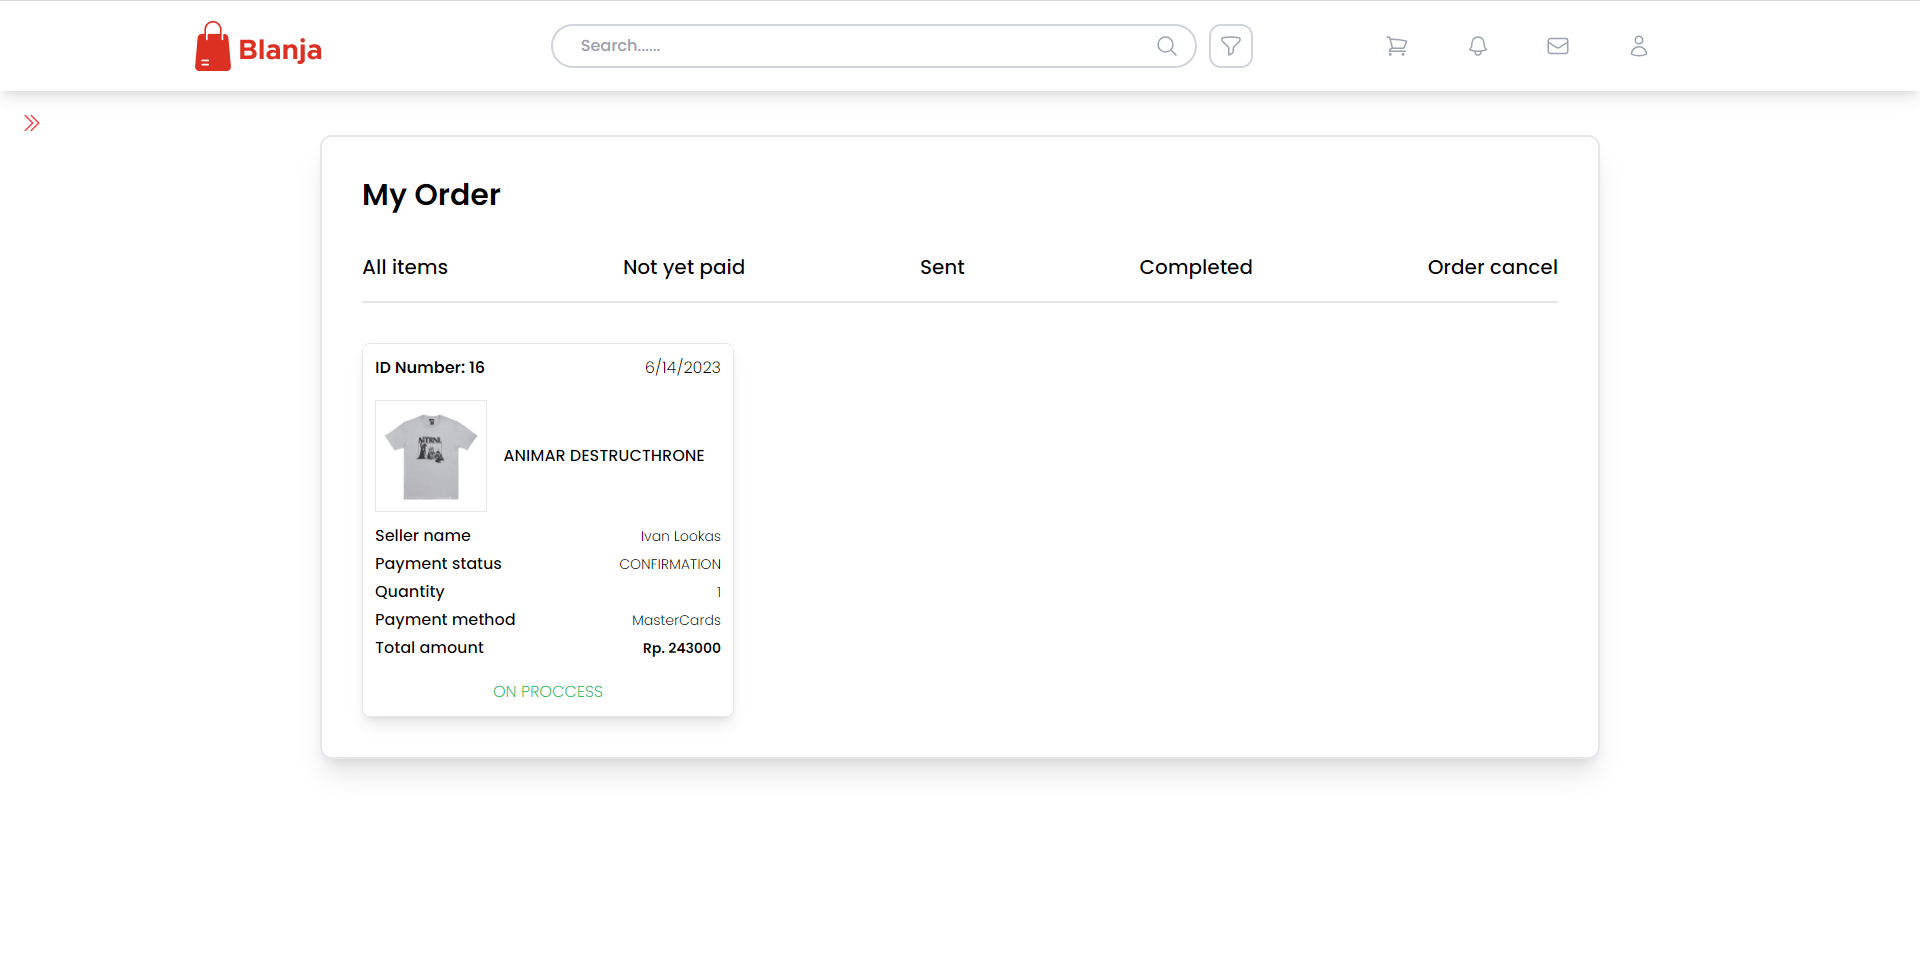 Blanja
Search......
My Order
All items
Not yet paid
Sent
Completed
Order cancel
ID Number: 16
6/14/2023
NTRNL
ANIMAR DESTRUCTHRONE
Seller name
Ivan Lookas
Payment status
CONFIRMATION
Quantity
1
Payment method
MasterCards
Total amount
Rp. 243000
ON PROCCESS